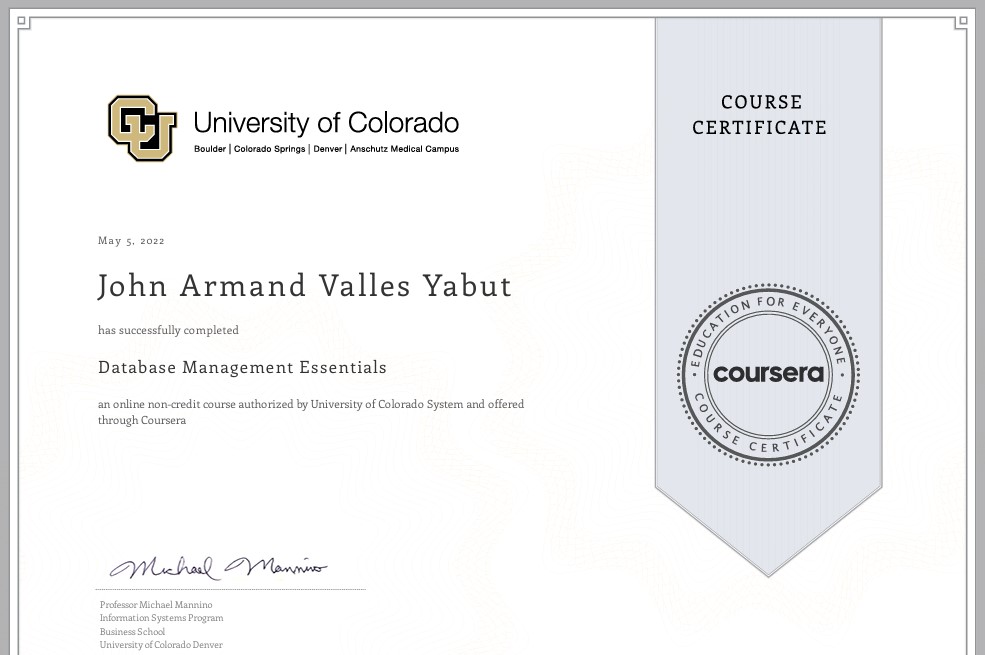 University of Colorado
Boulder | Colorado Springs | Denver | Anschutz Medical Campus
COURSE
CERTIFICATE
May 5, 2022
John Armand Valles Yabut
has successfully completed
Database Management Essentials
an online non-credit course authorized by University of Colorado System and offered
through Coursera
EDUCATION FOR EVERYONE
coursera
COURSE CERTIFICATE
Michael Mannino
Professor Michael Mannino
Information Systems Program
Business School
University of Colorado Denver